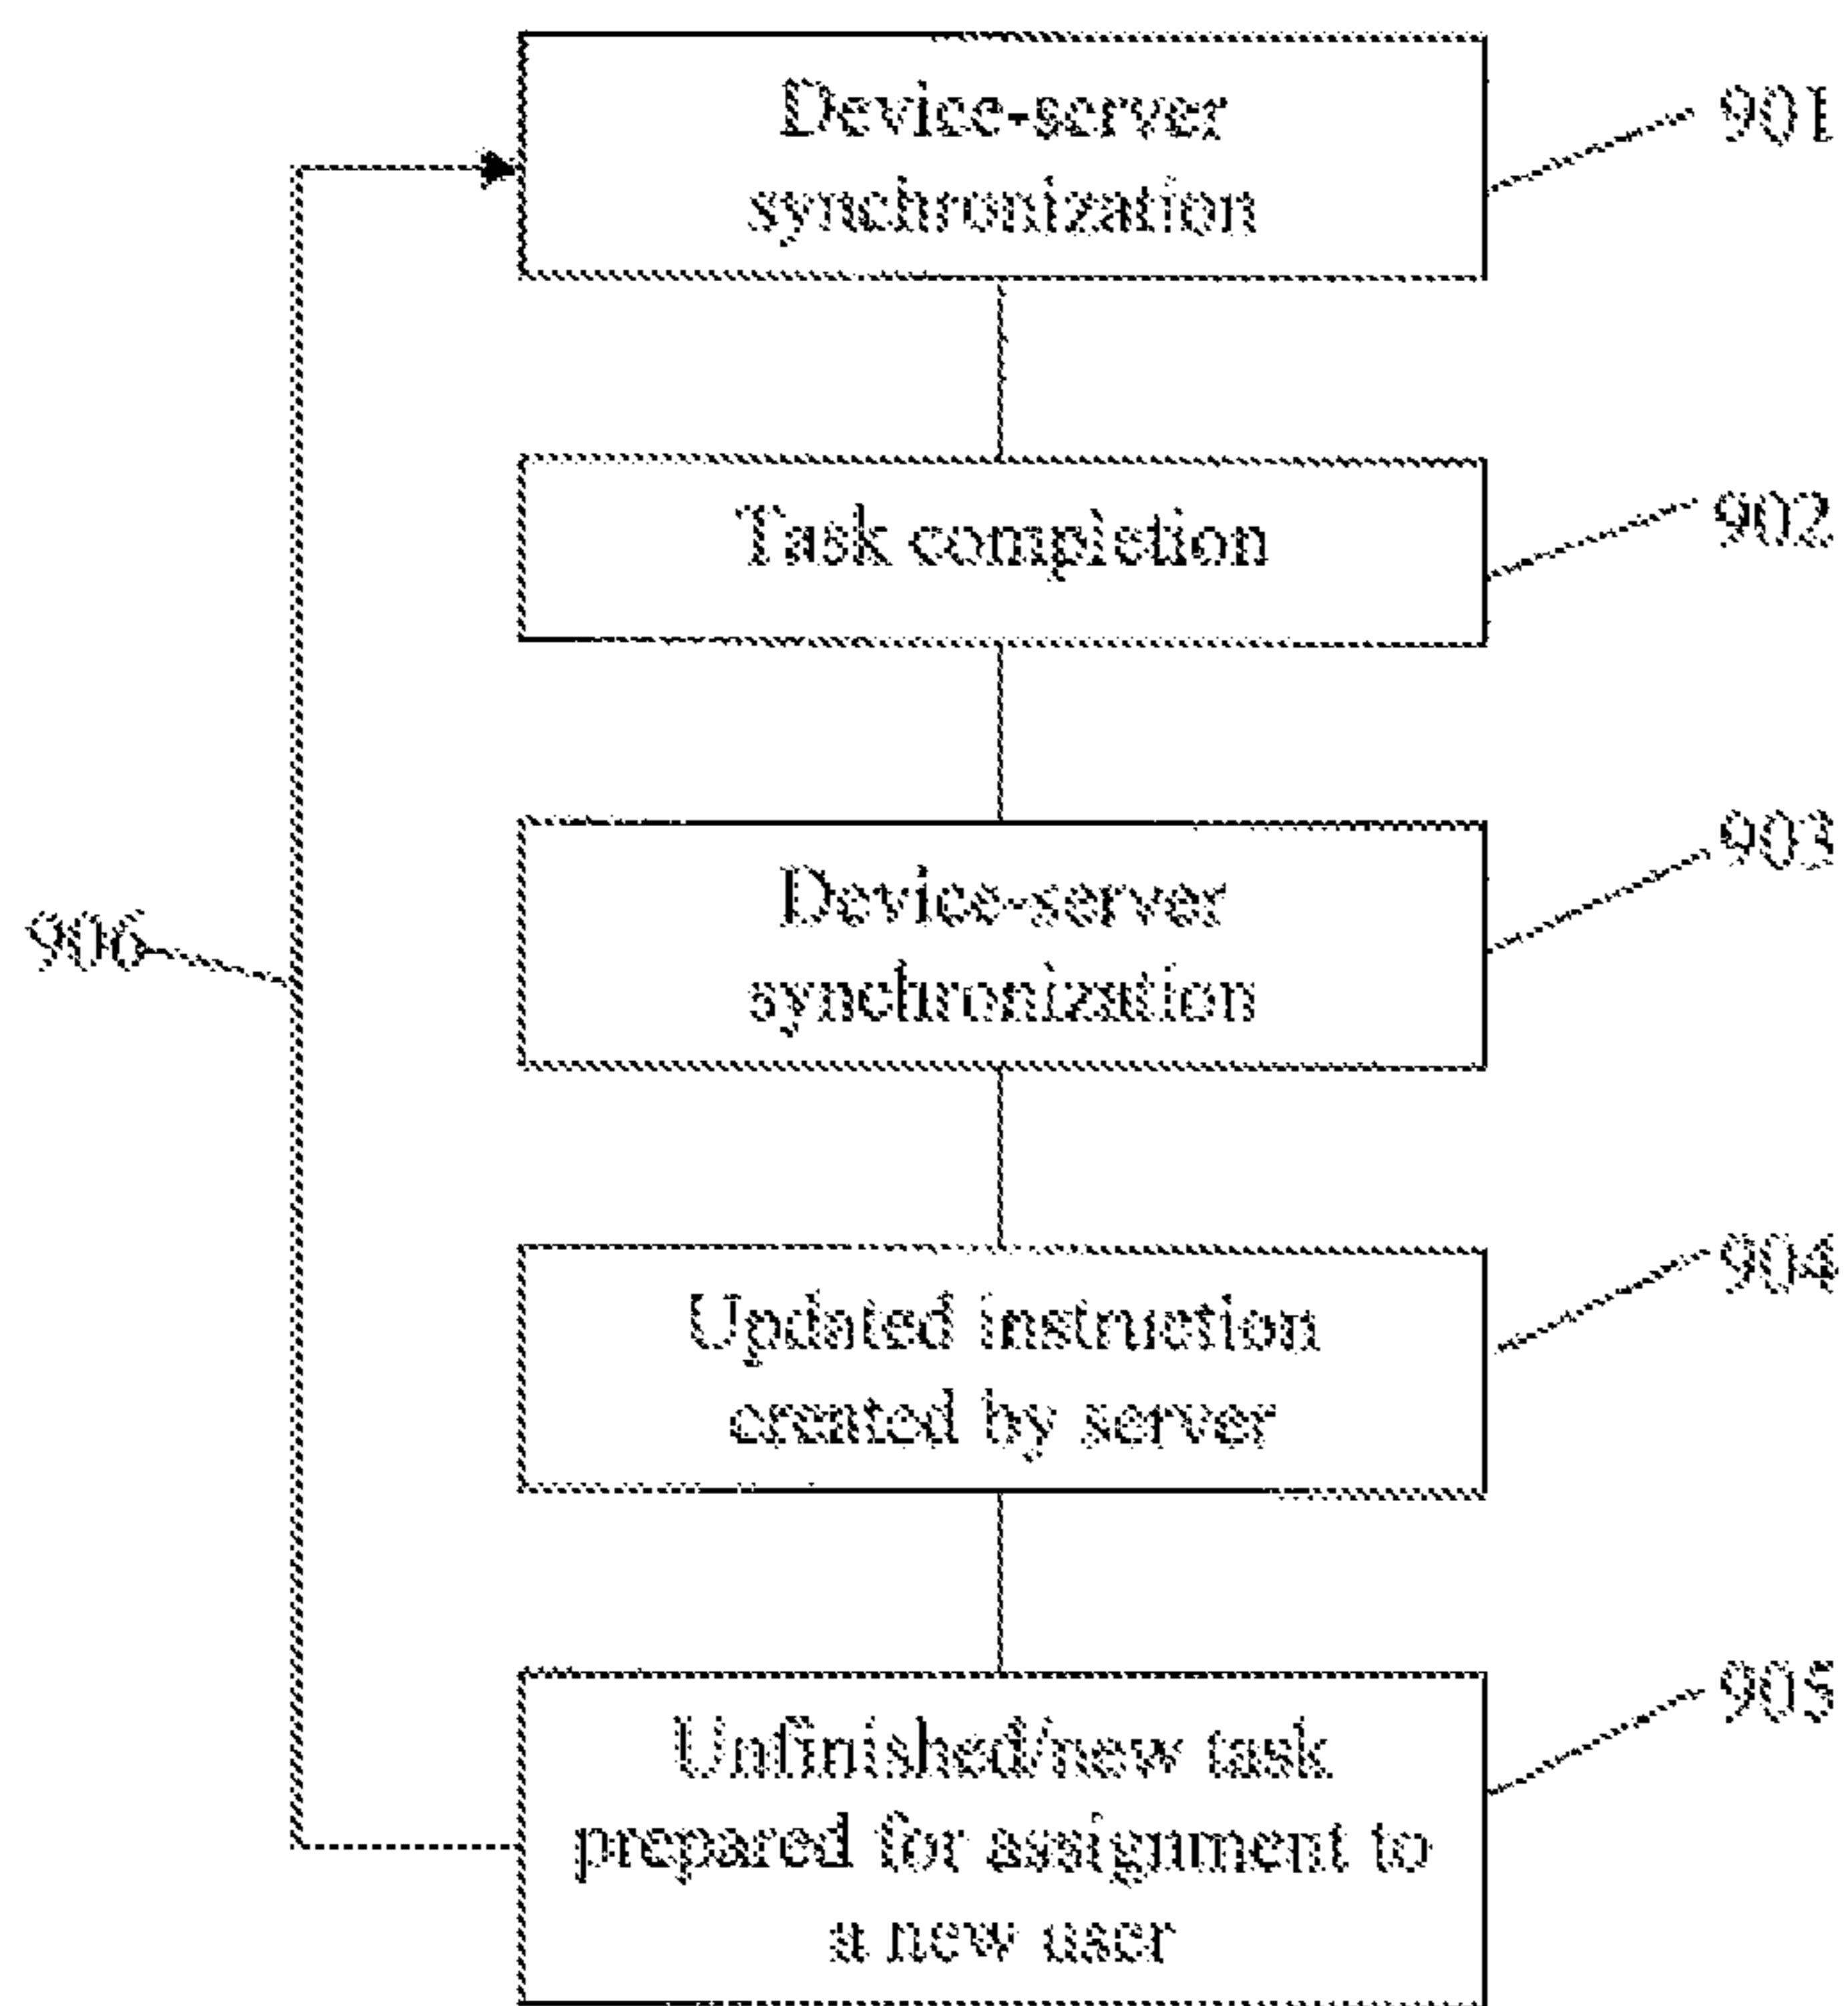 Device-server
synchronization
901
Task completion
902
Device-server
synchronization
903
906
Updated instruction
created by server
904
Unfinished/new task
prepared for assignment to
a new user
905